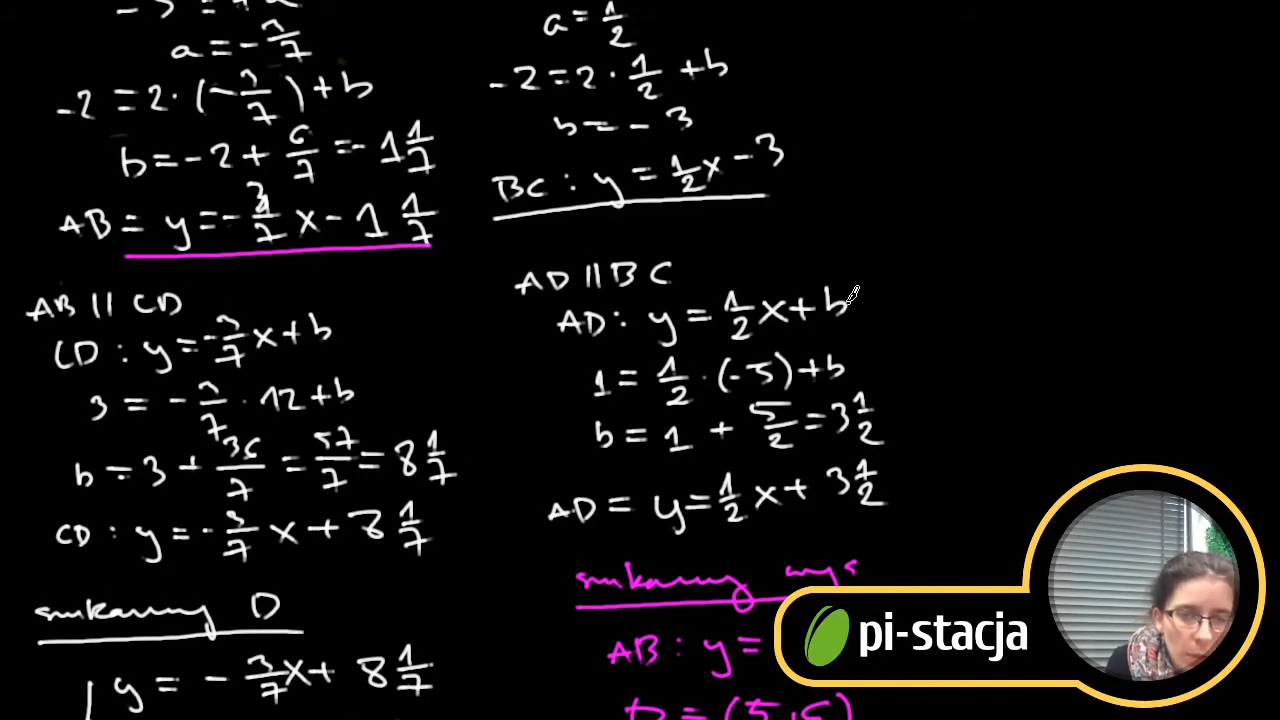 a = - 3/7
-2 = 2 · (- 3/7) + b
b = -2 + 6/7 = - 1 1/7
AB = y = - 3/7 x - 1 1/7
AB || CD
CD : y = - 3/7 x + b
3 = - 3/7 · 12 + b
b = 3 + 36/7 = 57/7 = 8 1/7
CD : y = - 3/7 x + 8 1/7
szukamy D
y = - 3/7 x + 8 1/7
a = 1/2
-2 = 2 · 1/2 + b
b = - 3
BC : y = 1/2 x - 3
AD || BC
AD : y = 1/2 x + b
1 = 1/2 · (-5) + b
b = 1 + 5/2 = 3 1/2
AD = y = 1/2 x + 3 1/2
szukamy
AB : y =
pi-stacja